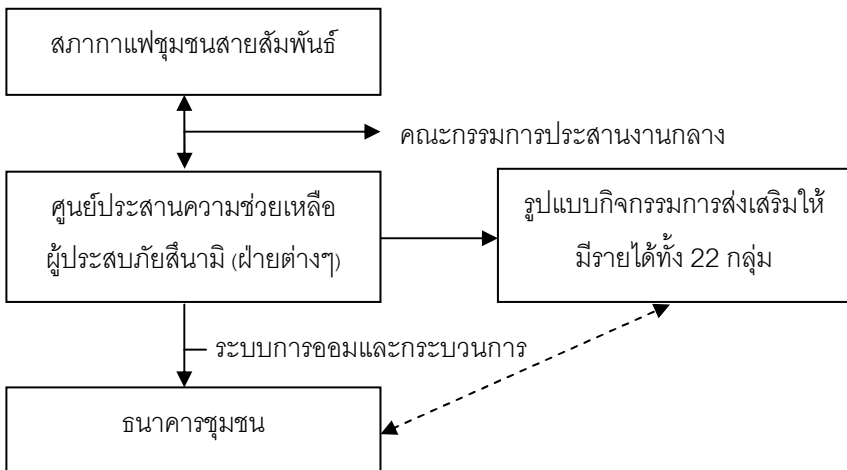 สภากาแฟชุมชนสายสัมพันธ์
คณะกรรมการประสานงานกลาง
ศูนย์ประสานความช่วยเหลือ
ผู้ประสบภัยสึนามิ (ฝ่ายต่างๆ)
รูปแบบกิจกรรมการส่งเสริมให้
มีรายได้ทั้ง 22 กลุ่ม
ระบบการออมและกระบวนการ
ธนาคารชุมชน